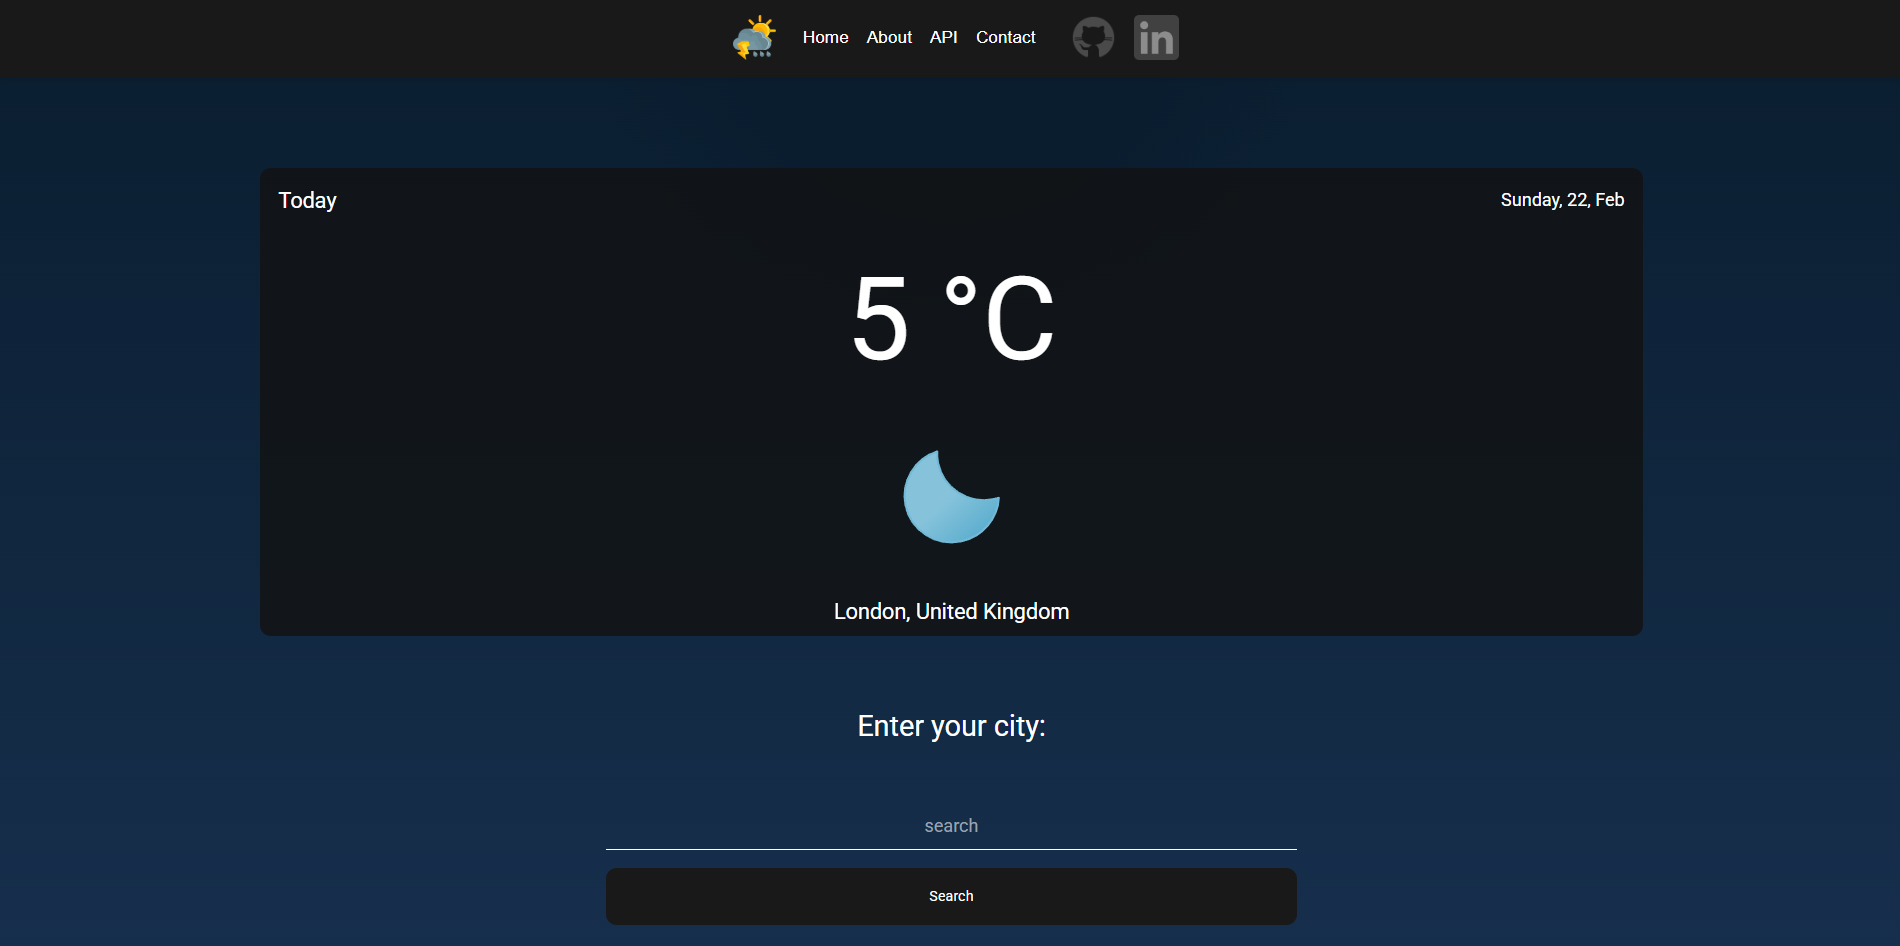 Home About API Contact in
Today Sunday, 22, Feb
5 °C
London, United Kingdom
Enter your city:
search
Search